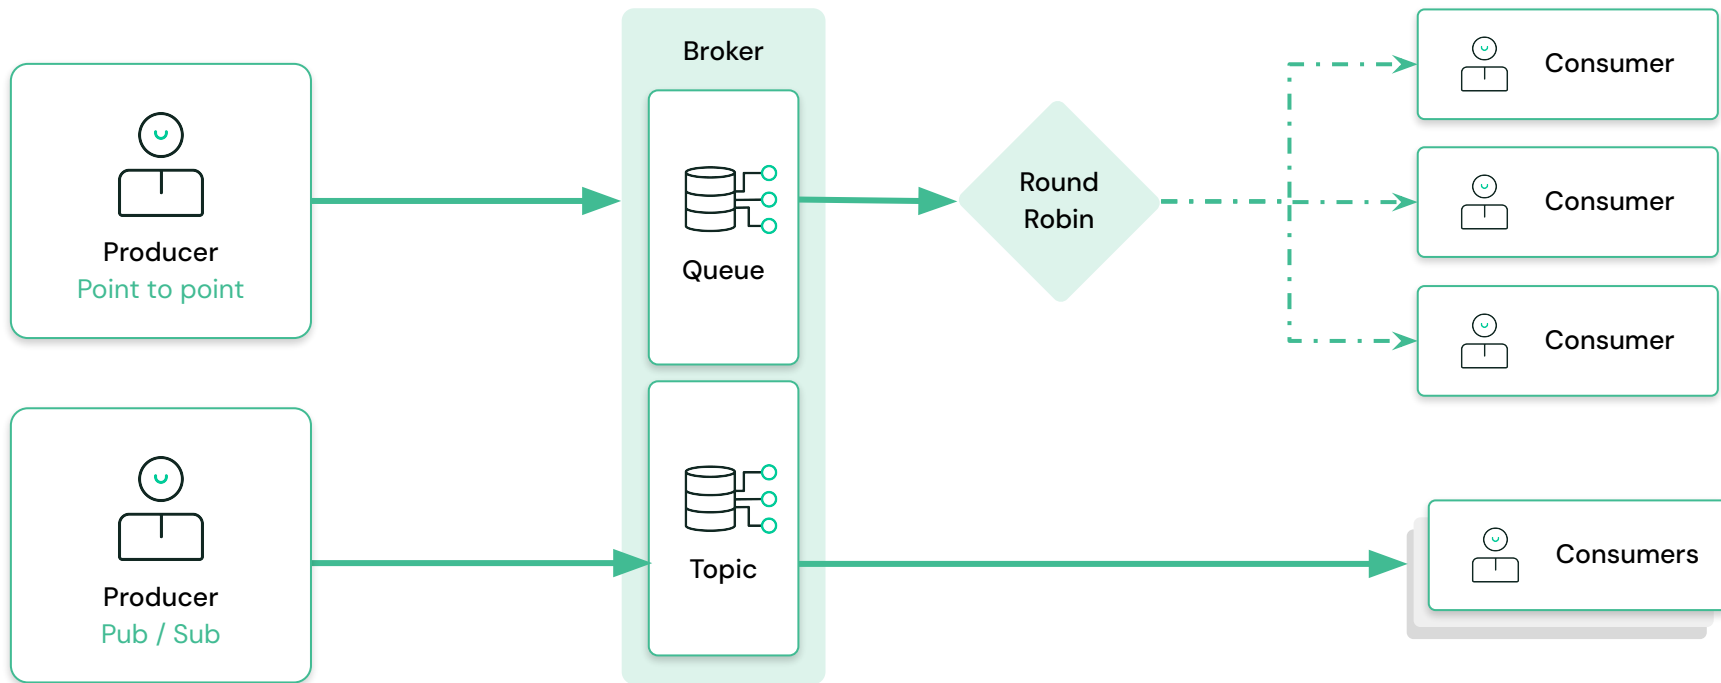 Broker
Producer
Point to point
Queue
Round
Robin
Consumer
Consumer
Consumer
Producer
Pub / Sub
Topic
Consumers